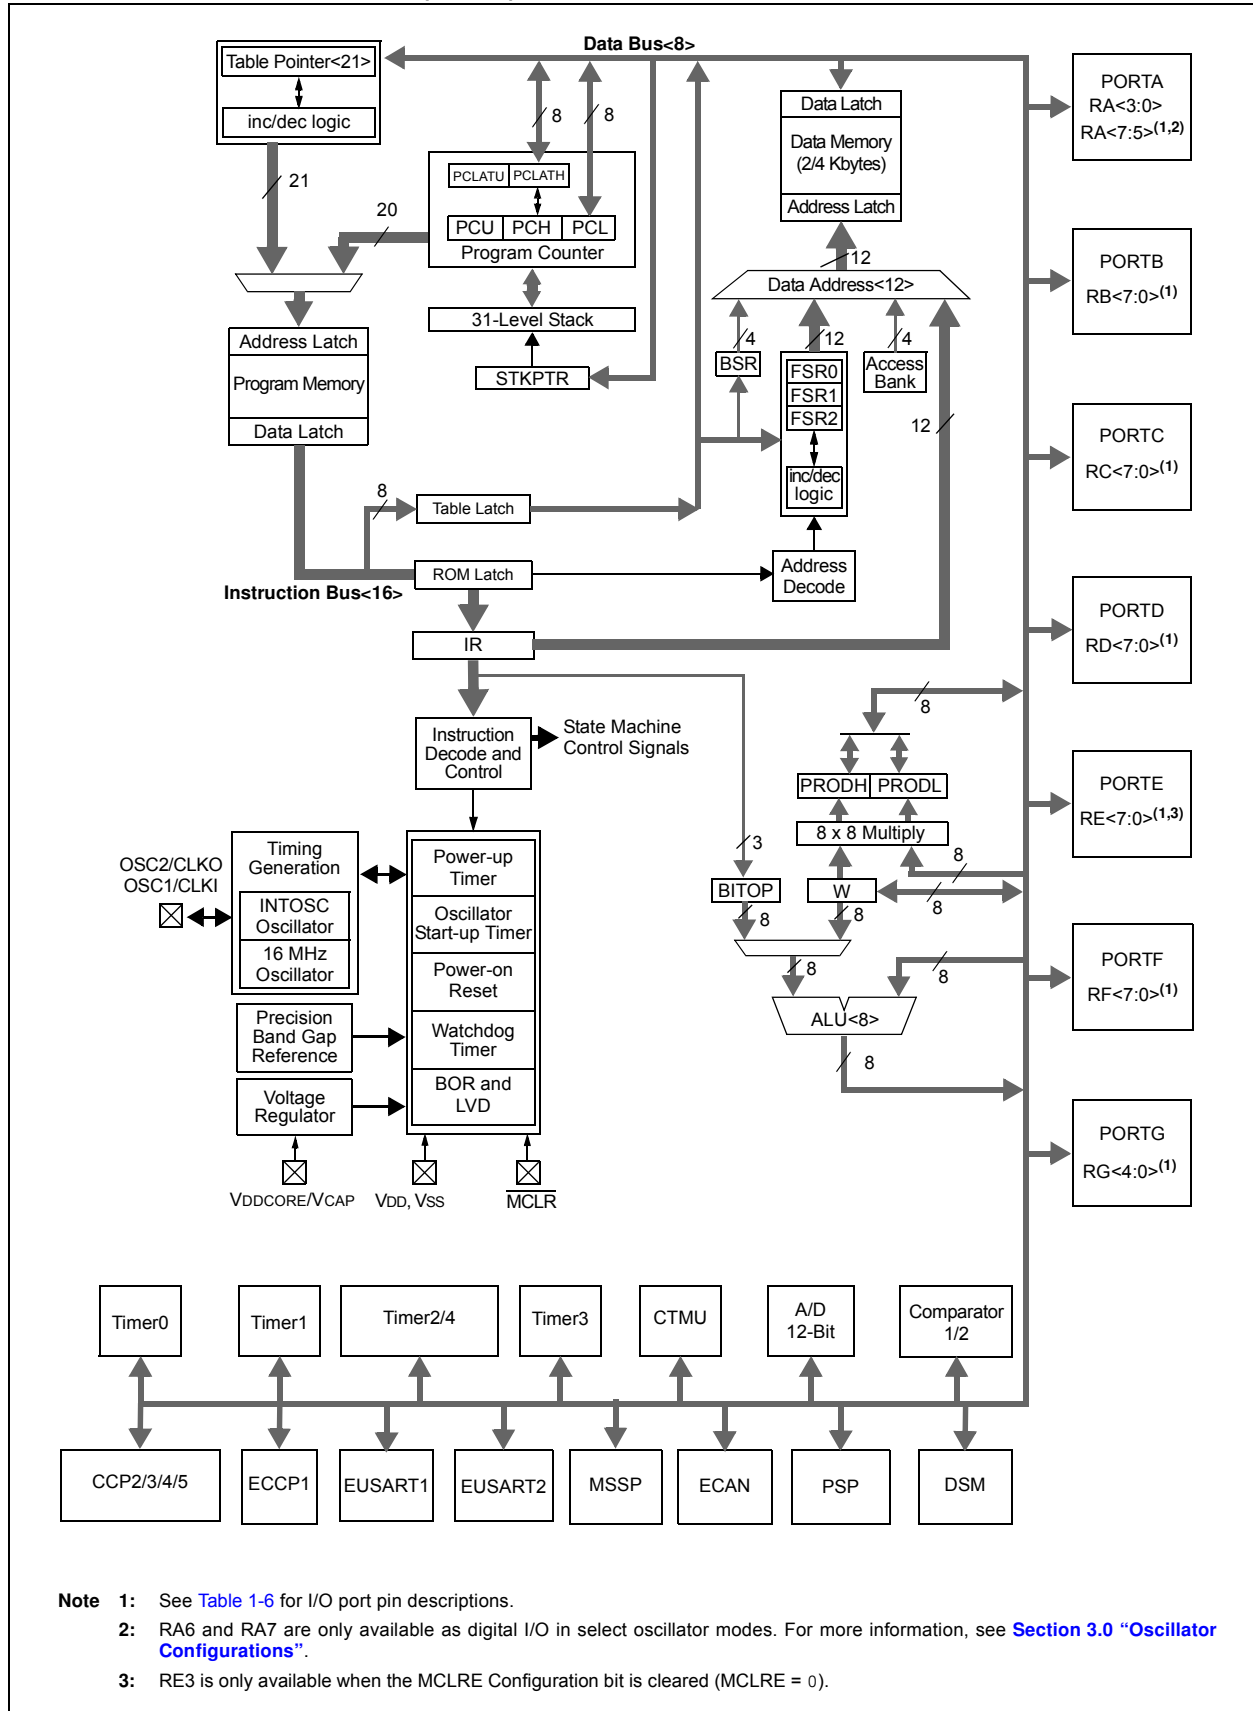 Data Bus<8>
Table Pointer<21>
inc/dec logic
21
20
8
8
PCLATU
PCLATH
PCU
PCH
PCL
Program Counter
31-Level Stack
STKPTR
Data Latch
Data Memory
(2/4 Kbytes)
Address Latch
12
Data Address<12>
4
12
4
BSR
FSR0
FSR1
FSR2
inc/dec
logic
Access
Bank
12
Address Latch
Program Memory
Data Latch
8
Table Latch
ROM Latch
Instruction Bus<16>
Address
Decode
IR
Instruction
Decode and
Control
State Machine
Control Signals
8
PRODH
PRODL
8 x 8 Multiply
3
8
BITOP
W
8
8
8
8
8
ALU<8>
8
OSC2/CLKO
OSC1/CLKI
Timing
Generation
INTOSC
Oscillator
16 MHz
Oscillator
Precision
Band Gap
Reference
Voltage
Regulator
Power-up
Timer
Oscillator
Start-up Timer
Power-on
Reset
Watchdog
Timer
BOR and
LVD
VDDCORE/VCAP
VDD, VSS
MCLR
PORTA
RA<3:0>
RA<7:5>(1,2)
PORTB
RB<7:0>(1)
PORTC
RC<7:0>(1)
PORTD
RD<7:0>(1)
PORTE
RE<7:0>(1,3)
PORTF
RF<7:0>(1)
PORTG
RG<4:0>(1)
Timer0
Timer1
Timer2/4
Timer3
CTMU
A/D
12-Bit
Comparator
1/2
CCP2/3/4/5
ECCP1
EUSART1
EUSART2
MSSP
ECAN
PSP
DSM
Note 1: See Table 1-6 for I/O port pin descriptions.
2: RA6 and RA7 are only available as digital I/O in select oscillator modes. For more information, see Section 3.0 “Oscillator
Configurations”.
3: RE3 is only available when the MCLRE Configuration bit is cleared (MCLRE = 0).